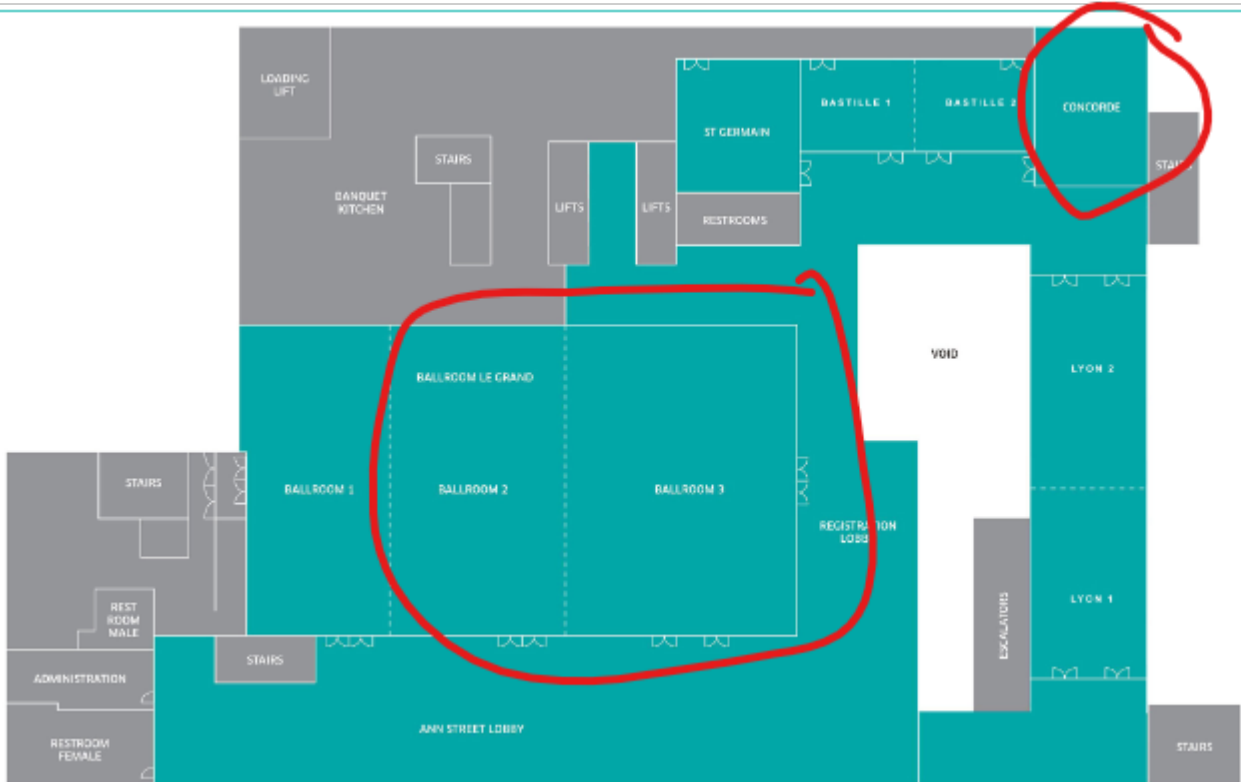 LOADING
LIFT
CONCORDE
BASTILLE 1
BASTILLE 2
ST GERMAIN
STAIRS
STAIRS
BANQUET
KITCHEN
LIFTS
LIFTS
RESTROOMS
VOID
LYON 2
BALLROOM LE GRAND
STAIRS
BALLROOM 1
BALLROOM 2
BALLROOM 3
REGISTRATION
LOBBY
LYON 1
REST
ROOM
MALE
ESCALATORS
STAIRS
ADMINISTRATION
ANN STREET LOBBY
RESTROOM
FEMALE
STAIRS